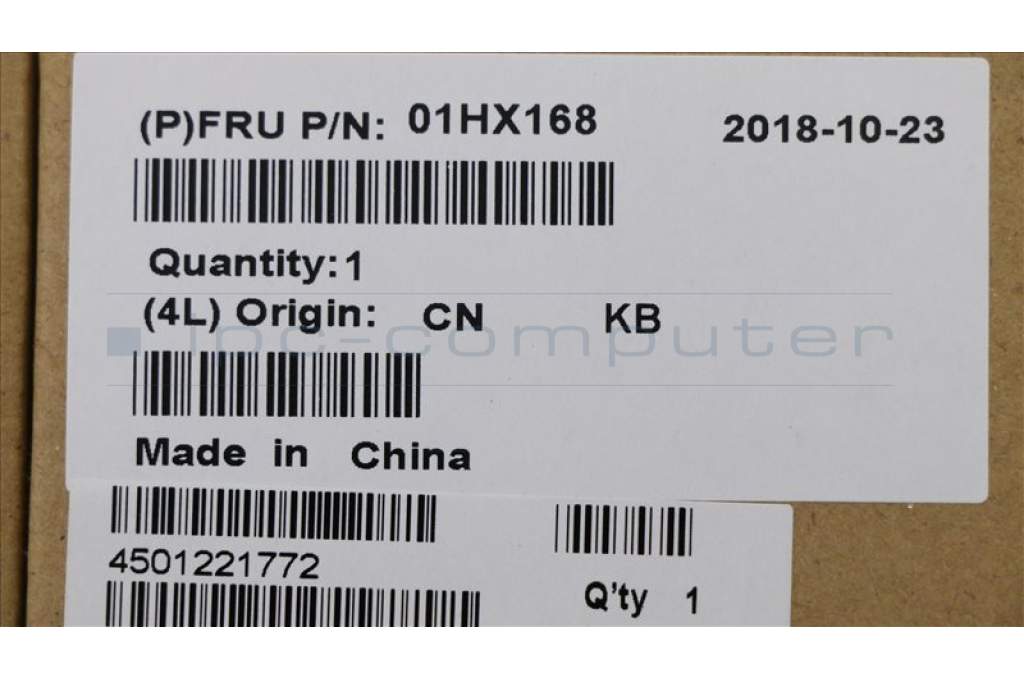 (P)FRU P/N: 01HX168 2018-10-23
Quantity:1
(4L) Origin: CN KB
ipc-computer
Made in China
4501221772
Q'ty 1